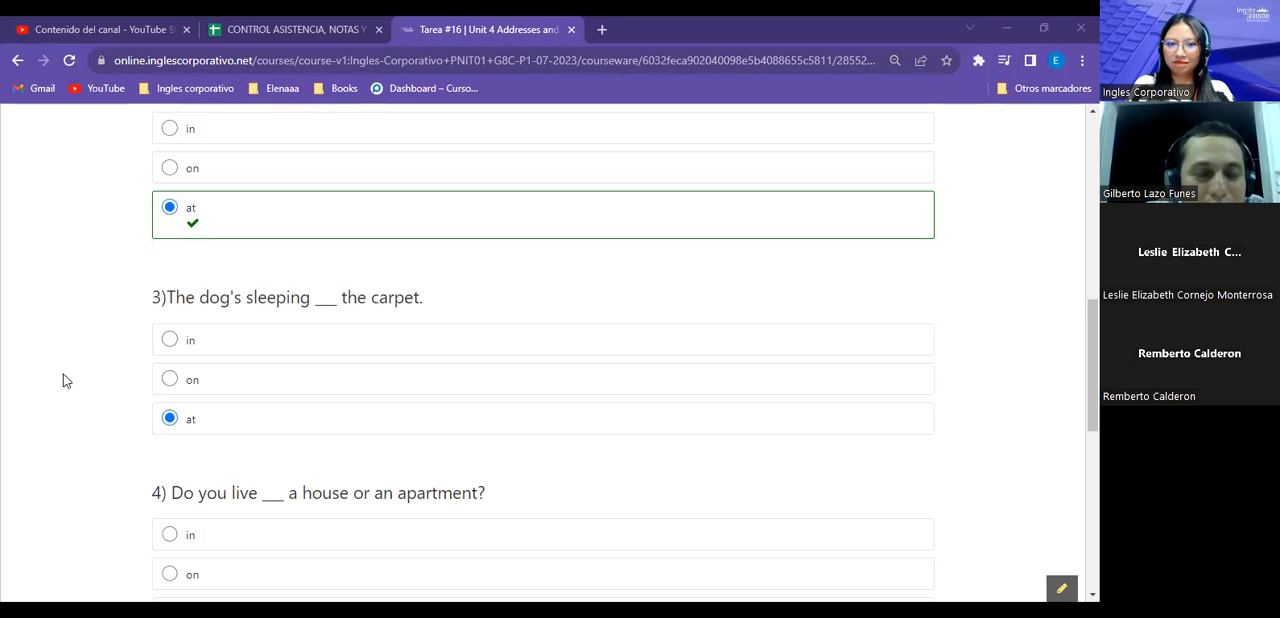 Contenido del canal - YouTube S
CONTROL ASISTENCIA, NOTAS Y
Tarea #16 | Unit 4 Addresses and
online.inglescorporativo.net/courses/course-v1:Ingles-Corporativo+PNIT01+G8C-P1-07-2023/courseware/6032feca902040098e5b4088655c5811/28552...
E
Gmail
YouTube
Ingles corporativo
Elenaaa
Books
Dashboard – Curso...
Otros marcadores
in
on
at
3)The dog's sleeping ___ the carpet.
in
on
at
4) Do you live ___ a house or an apartment?
in
on
Ingles Corporativo
Gilberto Lazo Funes
Leslie Elizabeth C...
Leslie Elizabeth Cornejo Monterrosa
Remberto Calderon
Remberto Calderon